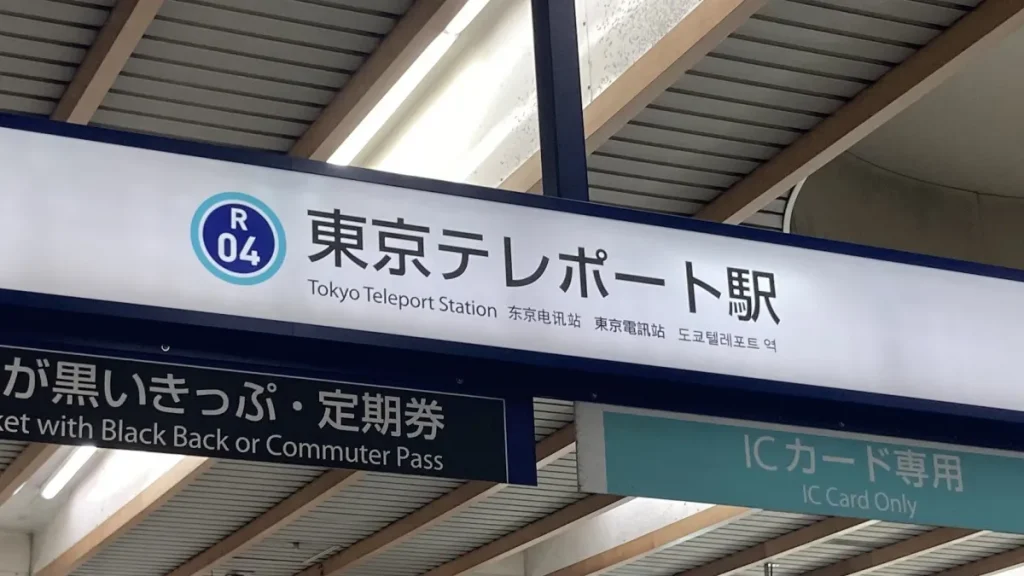 R
04
東京テレポート駅
Tokyo Teleport Station 东京电讯站 東京電訊站 도쿄텔레포트 역
が黒いきっぷ・定期券
ket with Black Back or Commuter Pass
ICカード専用
IC Card Only